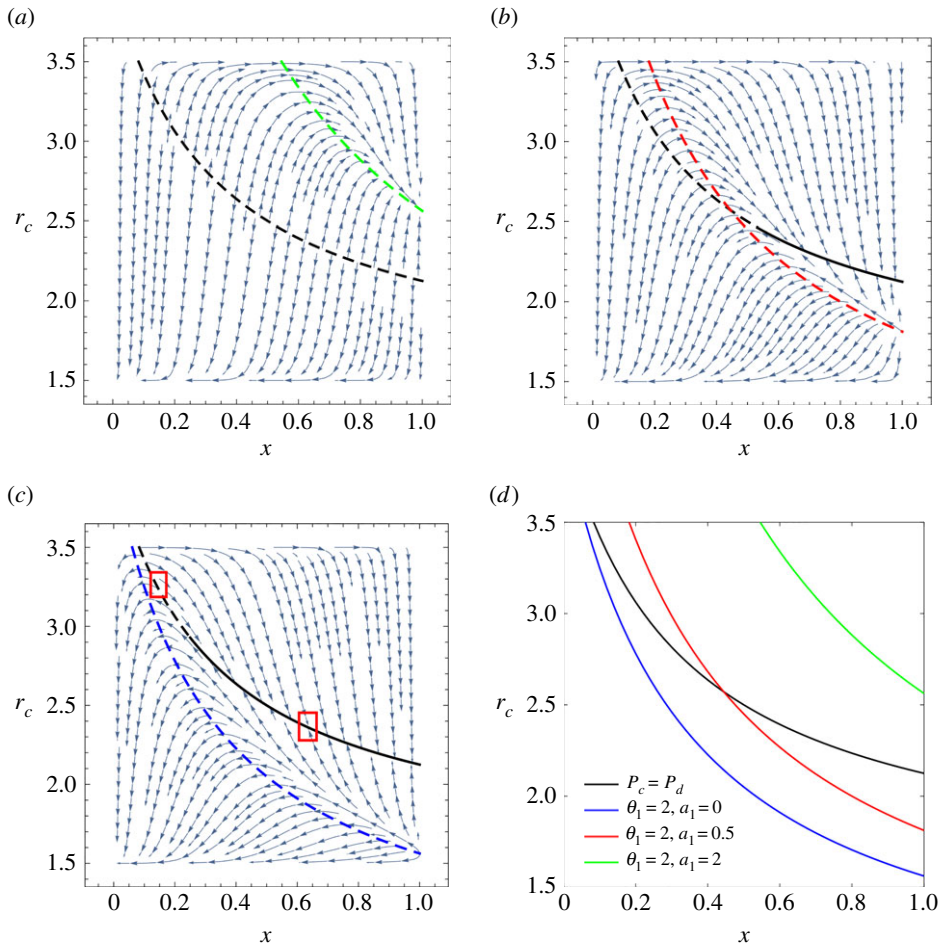 (a)
(b)
3.5
3.0
r_c 2.5
2.0
1.5
0 0.2 0.4 0.6 0.8 1.0
x
3.5
3.0
r_c 2.5
2.0
1.5
0 0.2 0.4 0.6 0.8 1.0
x
(c)
(d)
3.5
3.0
r_c 2.5
2.0
1.5
0 0.2 0.4 0.6 0.8 1.0
x
3.5
3.0
r_c 2.5
2.0
1.5
P_c = P_d
θ_1 = 2, a_1 = 0
θ_1 = 2, a_1 = 0.5
θ_1 = 2, a_1 = 2
0 0.2 0.4 0.6 0.8 1.0
x